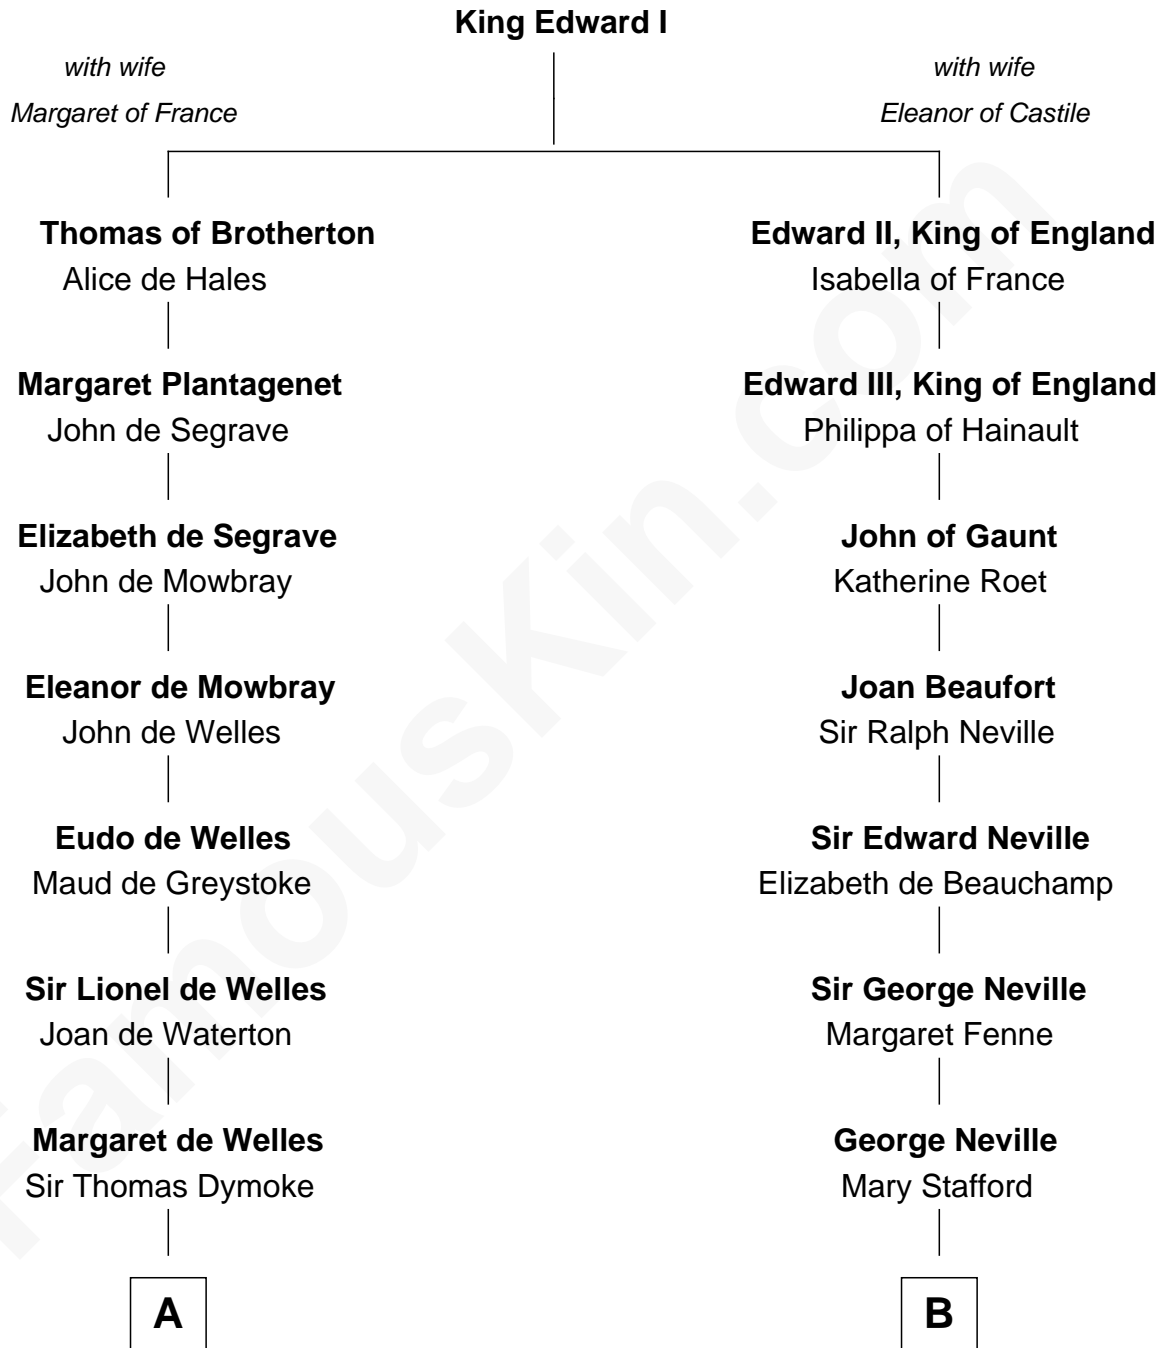 King Edward I
with wife
Margaret of France
with wife
Eleanor of Castile
Thomas of Brotherton
Alice de Hales
Margaret Plantagenet
John de Segrave
Elizabeth de Segrave
John de Mowbray
Eleanor de Mowbray
John de Welles
Eudo de Welles
Maud de Greystoke
Sir Lionel de Welles
Joan de Waterton
Margaret de Welles
Sir Thomas Dymoke
A
Edward II, King of England
Isabella of France
Edward III, King of England
Philippa of Hainault
John of Gaunt
Katherine Roet
Joan Beaufort
Sir Ralph Neville
Sir Edward Neville
Elizabeth de Beauchamp
Sir George Neville
Margaret Fenne
George Neville
Mary Stafford
B
FamousKin.com